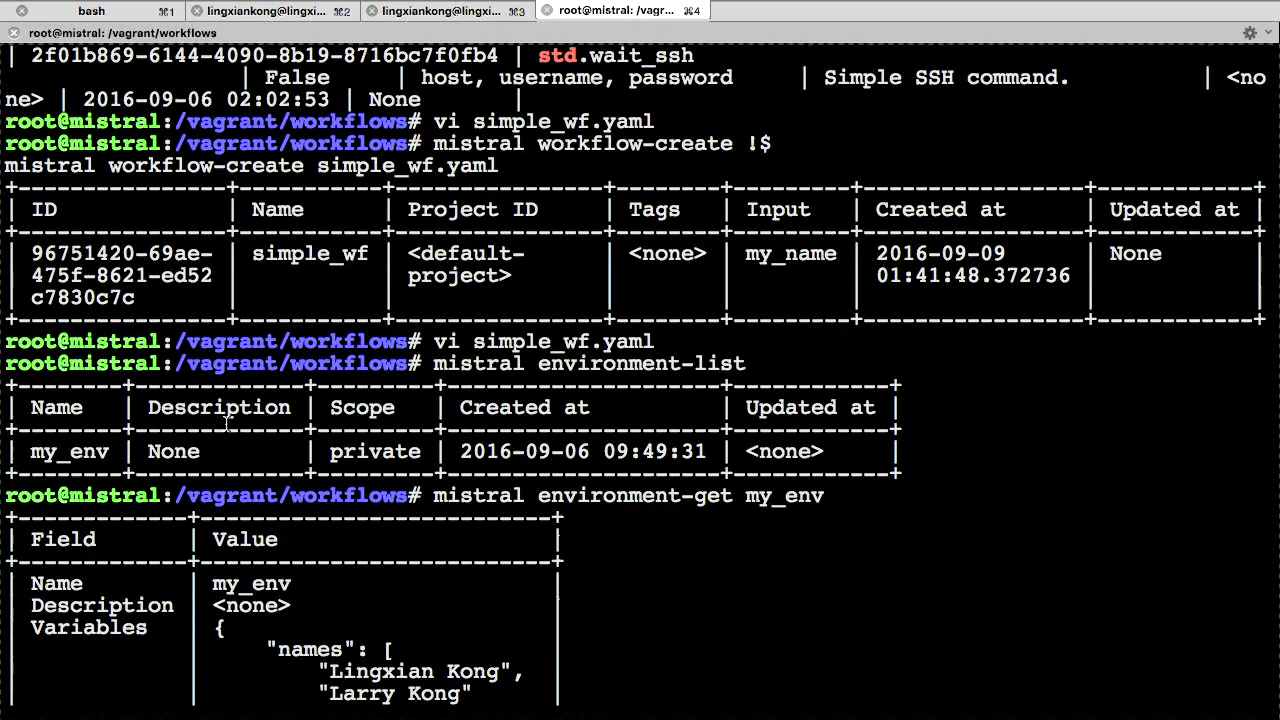 bash ⌘1 lingxiankong@lingxi... ⌘2 lingxiankong@lingxi... ⌘3 root@mistral: /vagr... ⌘4
root@mistral: /vagrant/workflows
| 2f01b869-6144-4090-8b19-8716bc7f0fb4 | std.wait_ssh
| False | host, username, password | Simple SSH command. | <no
ne> | 2016-09-06 02:02:53 | None |
root@mistral:/vagrant/workflows# vi simple_wf.yaml
root@mistral:/vagrant/workflows# mistral workflow-create !$
mistral workflow-create simple_wf.yaml
+----------------+-----------+----------------+--------+---------+-----------------+------------+
| ID | Name | Project ID | Tags | Input | Created at | Updated at |
+----------------+-----------+----------------+--------+---------+-----------------+------------+
| 96751420-69ae- | simple_wf | <default- | <none> | my_name | 2016-09-09 | None |
| 475f-8621-ed52 | | project> | | | 01:41:48.372736 | |
| c7830c7c | | | | | | |
+----------------+-----------+----------------+--------+---------+-----------------+------------+
root@mistral:/vagrant/workflows# vi simple_wf.yaml
root@mistral:/vagrant/workflows# mistral environment-list
+--------+-------------+---------+---------------------+------------+
| Name | Description | Scope | Created at | Updated at |
+--------+-------------+---------+---------------------+------------+
| my_env | None | private | 2016-09-06 09:49:31 | <none> |
+--------+-------------+---------+---------------------+------------+
root@mistral:/vagrant/workflows# mistral environment-get my_env
+-------------+---------------------------+
| Field | Value |
+-------------+---------------------------+
| Name | my_env |
| Description | <none> |
| Variables | { |
| | "names": [ |
| | "Lingxian Kong", |
| | "Larry Kong" |